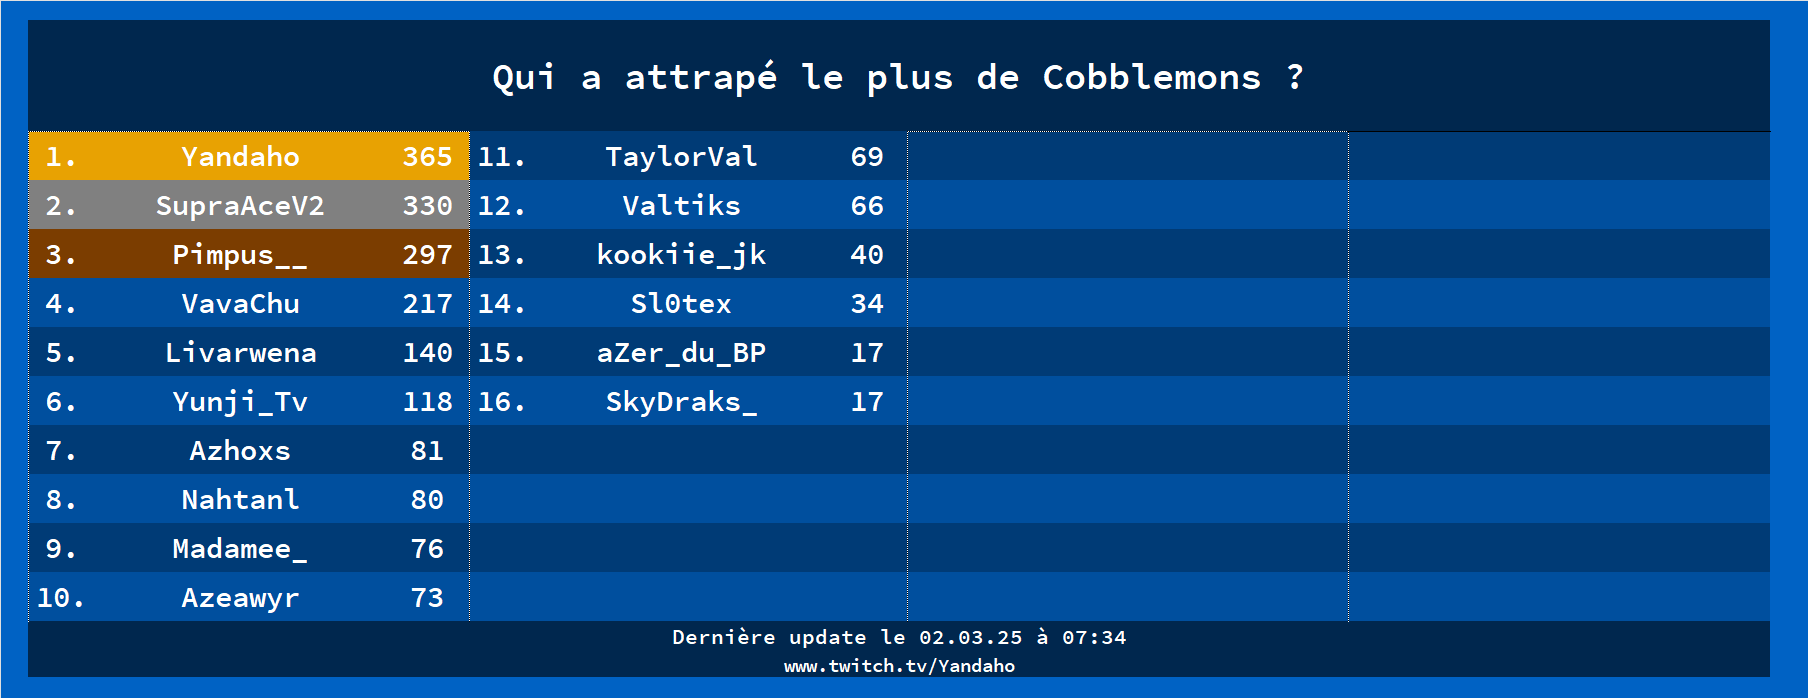 Qui a attrapé le plus de Cobblemons ?
1. Yandaho 365
2. SupraAceV2 330
3. Pimpus__ 297
4. VavaChu 217
5. Livarwena 140
6. Yunji_Tv 118
7. Azhoxs 81
8. Nahtanl 80
9. Madamee_ 76
10. Azeawyr 73
11. TaylorVal 69
12. Valtiks 66
13. kookiie_jk 40
14. Sl0tex 34
15. aZer_du_BP 17
16. SkyDraks_ 17
Dernière update le 02.03.25 à 07:34
www.twitch.tv/Yandaho